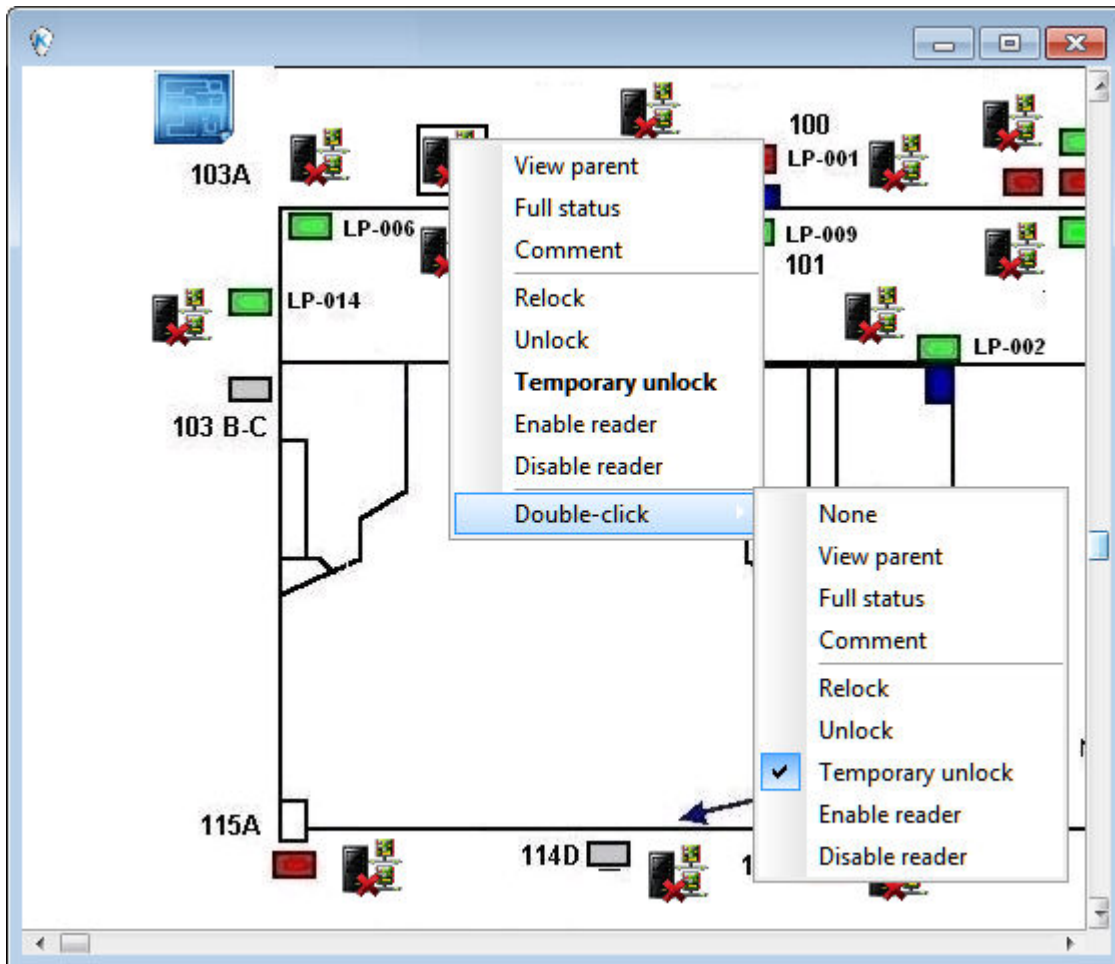 100
LP-001
103A
LP-006
LP-009
101
LP-014
LP-002
103 B-C
115A
114D
View parent
Full status
Comment
Relock
Unlock
Temporary unlock
Enable reader
Disable reader
Double-click
None
View parent
Full status
Comment
Relock
Unlock
Temporary unlock
Enable reader
Disable reader